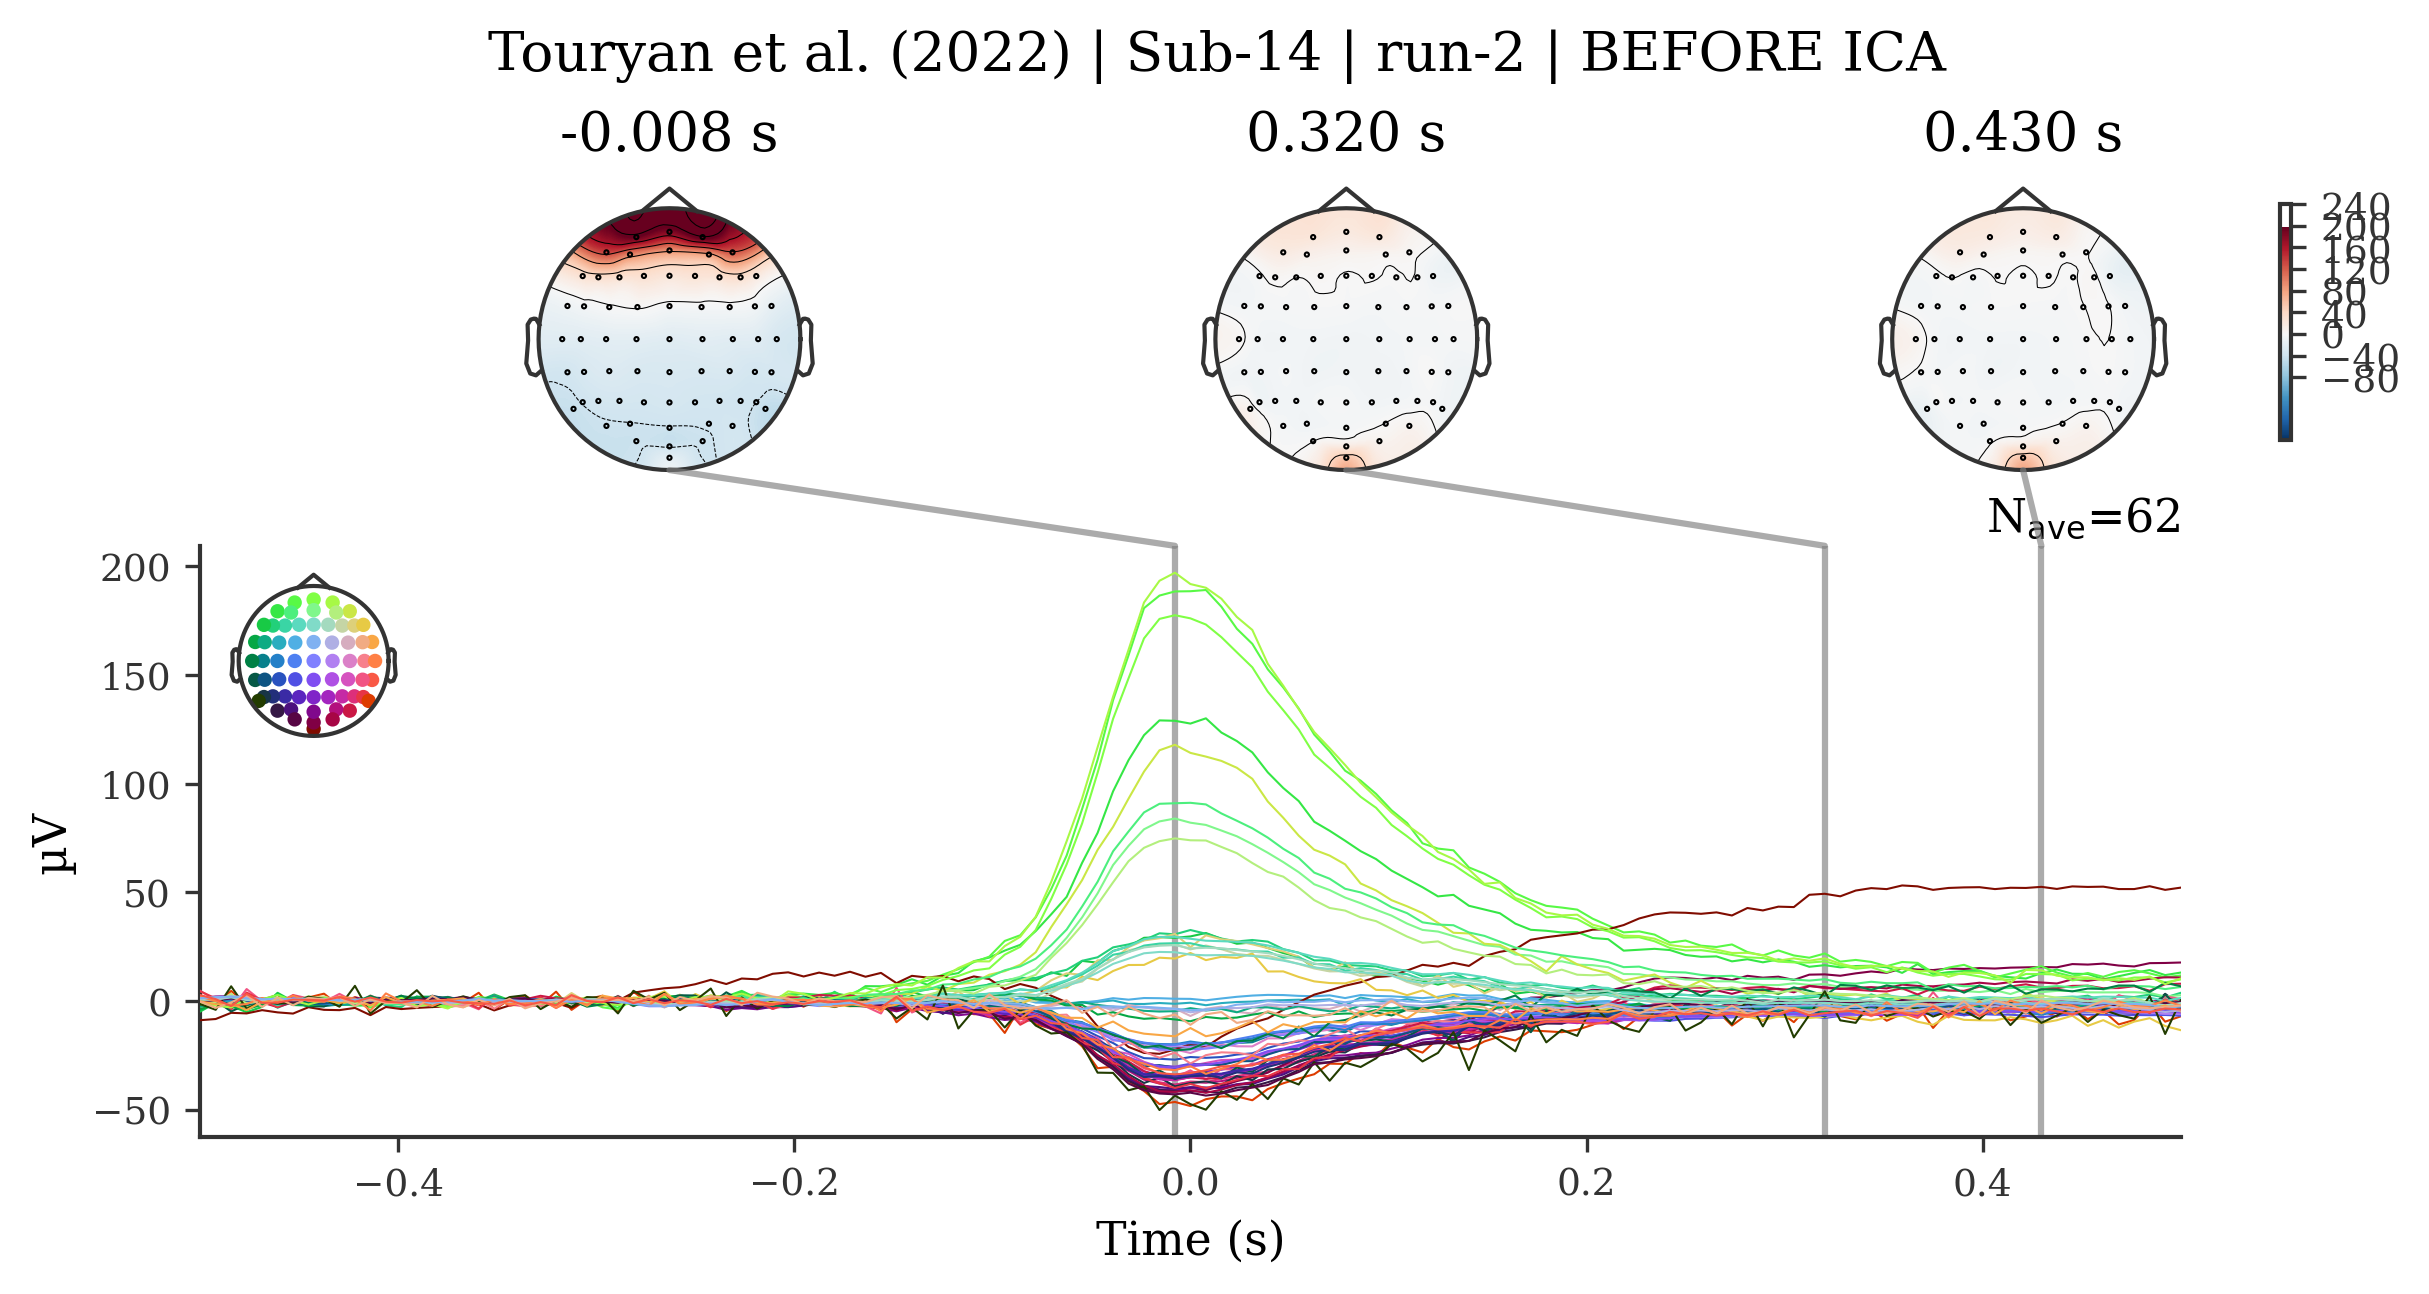 Touryan et al. (2022) | Sub-14 | run-2 | BEFORE ICA
-0.008 s
0.320 s
0.430 s
240
200
160
120
80
40
0
−40
−80
Nave=62
200
150
100
50
0
−50
µV
−0.4
−0.2
0.0
0.2
0.4
Time (s)